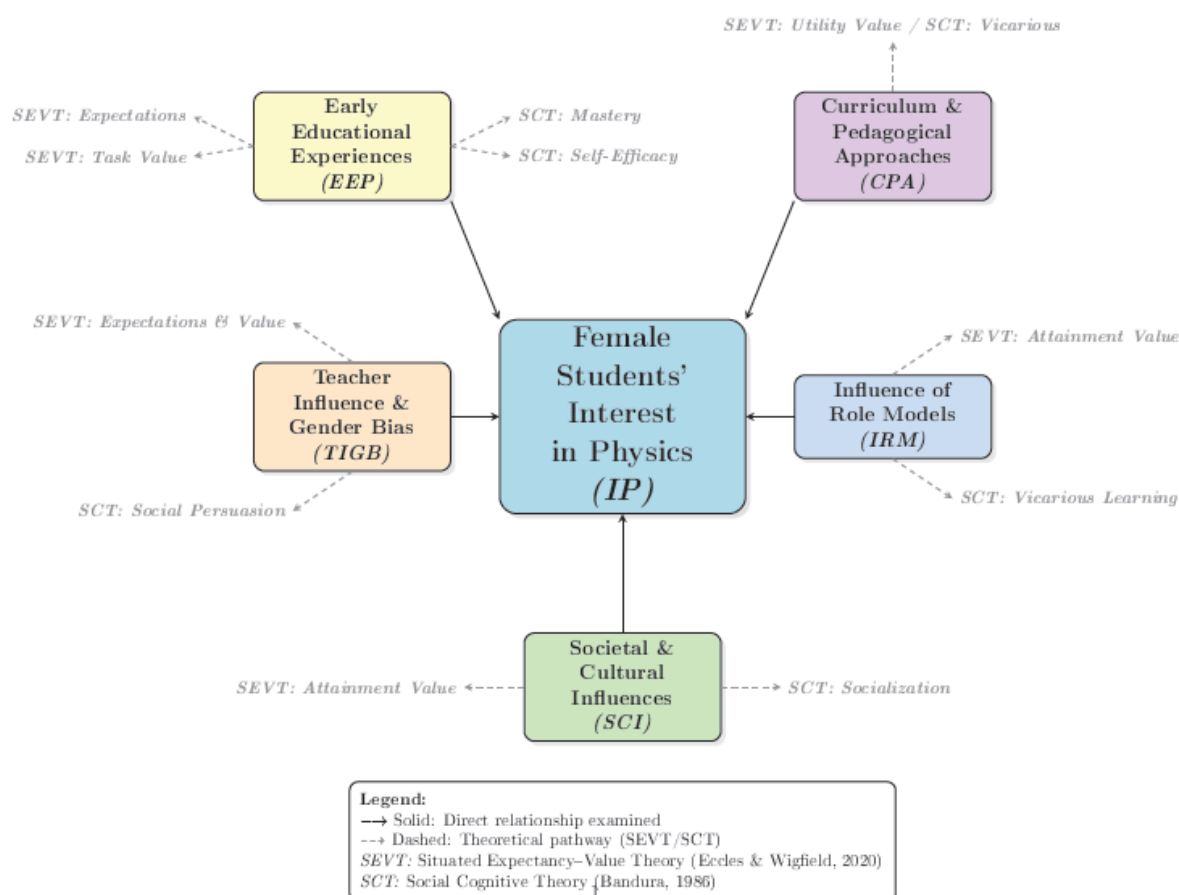 SEVT: Utility Value / SCT: Vicarious
Early
Educational
Experiences
(EEP)
SEVT: Expectations
SEVT: Task Value
SCT: Mastery
SCT: Self-Efficacy
Curriculum &
Pedagogical
Approaches
(CPA)
SEVT: Expectations & Value
Teacher
Influence &
Gender Bias
(TIGB)
SCT: Social Persuasion
Female
Students'
Interest
in Physics
(IP)
SEVT: Attainment Value
Influence of
Role Models
(IRM)
SCT: Vicarious Learning
Societal &
Cultural
Influences
(SCI)
SEVT: Attainment Value
SCT: Socialization
Legend:
Solid: Direct relationship examined
Dashed: Theoretical pathway (SEVT/SCT)
SEVT: Situated Expectancy–Value Theory (Eccles & Wigfield, 2020)
SCT: Social Cognitive Theory (Bandura, 1986)